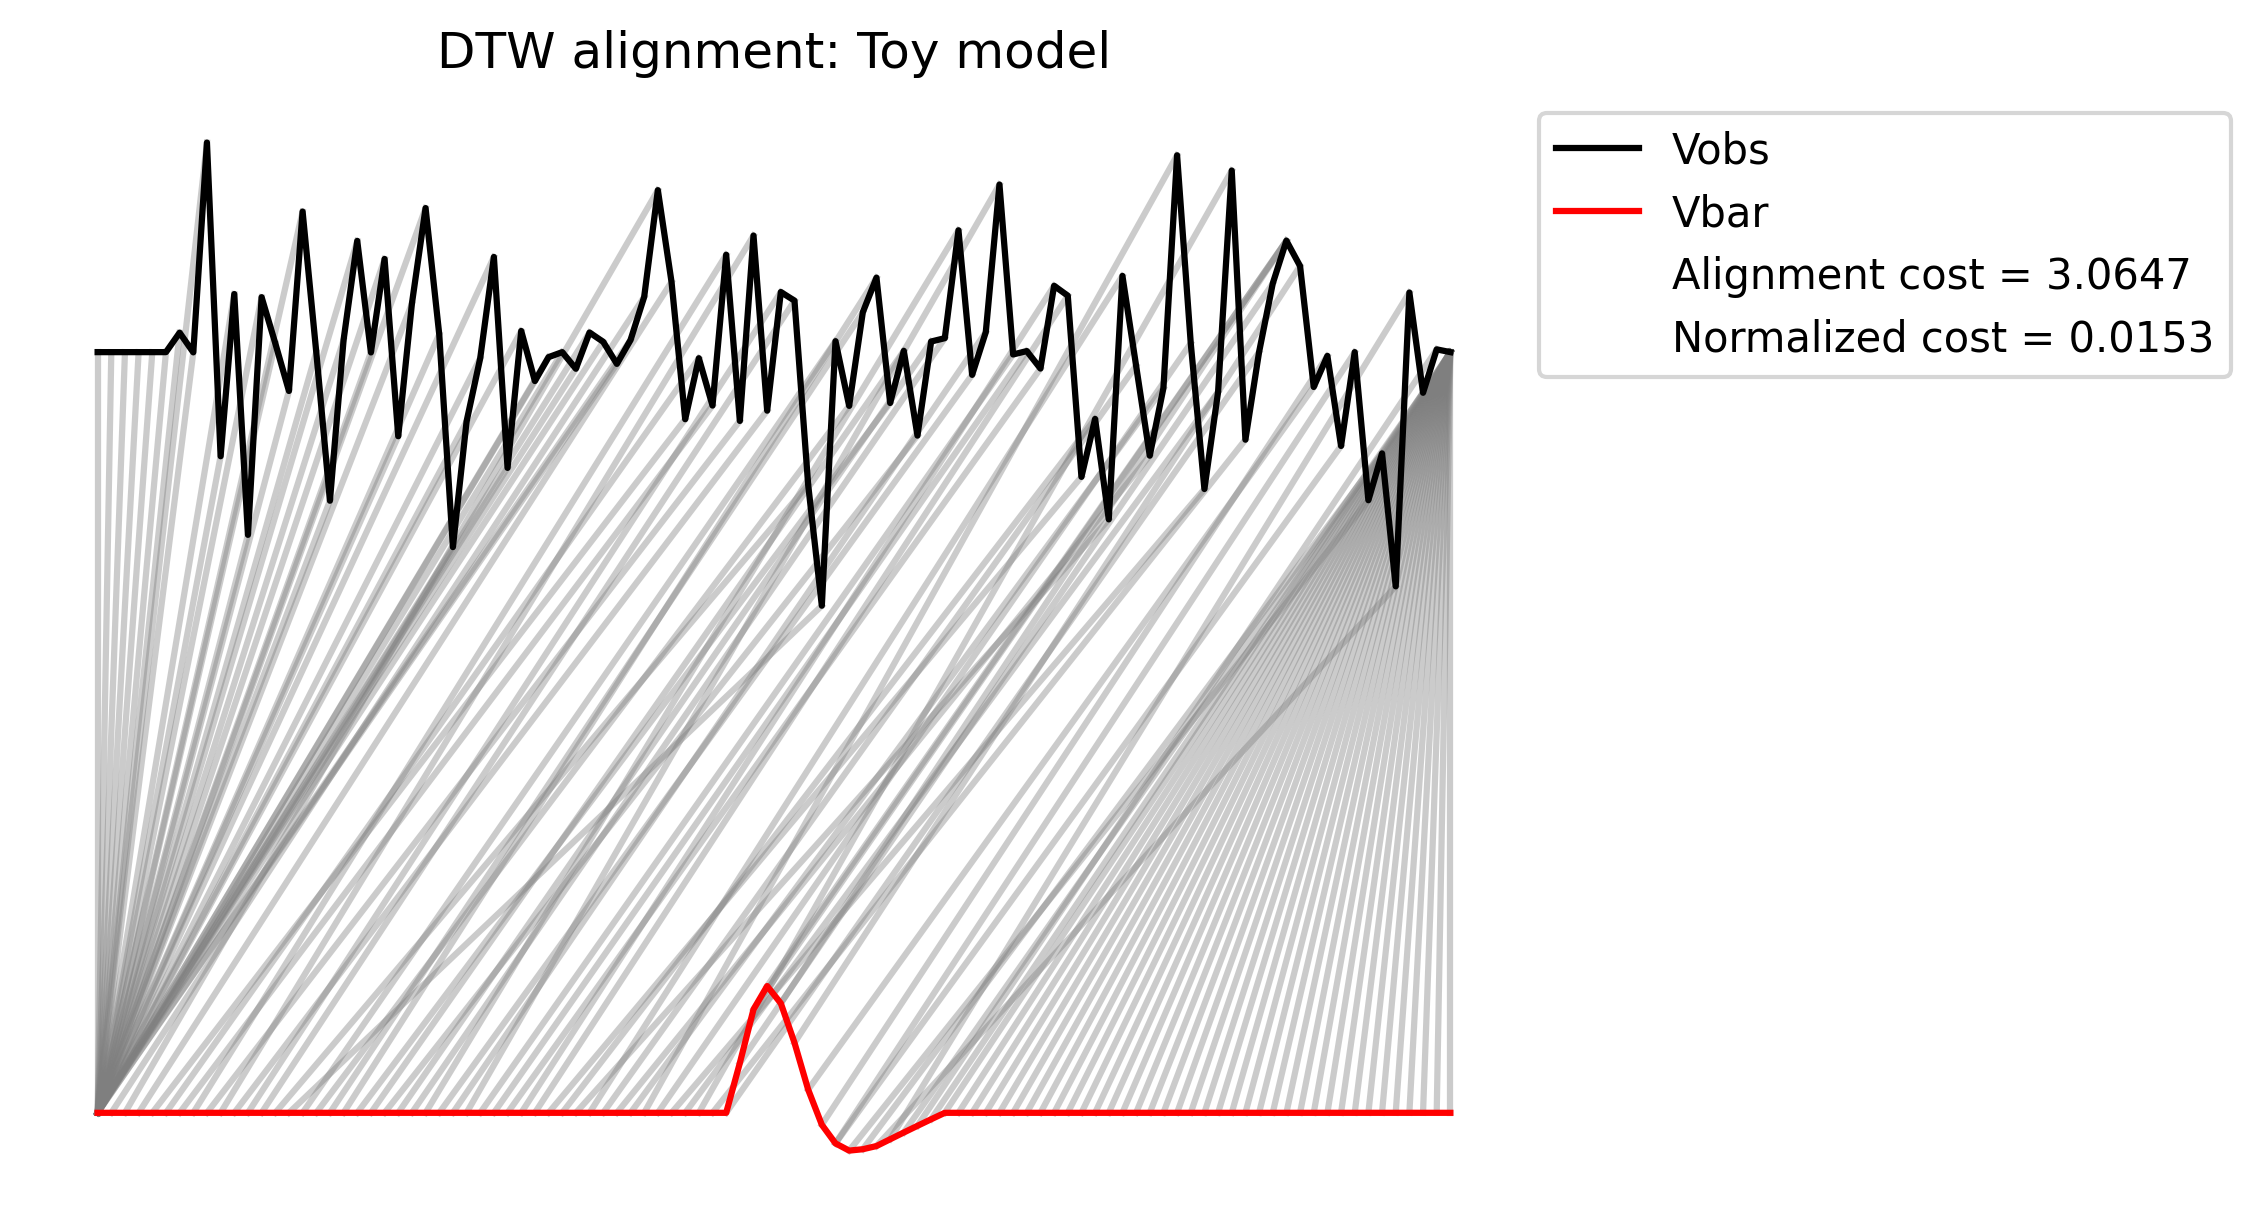 DTW alignment: Toy model
Vobs
Vbar
Alignment cost = 3.0647
Normalized cost = 0.0153